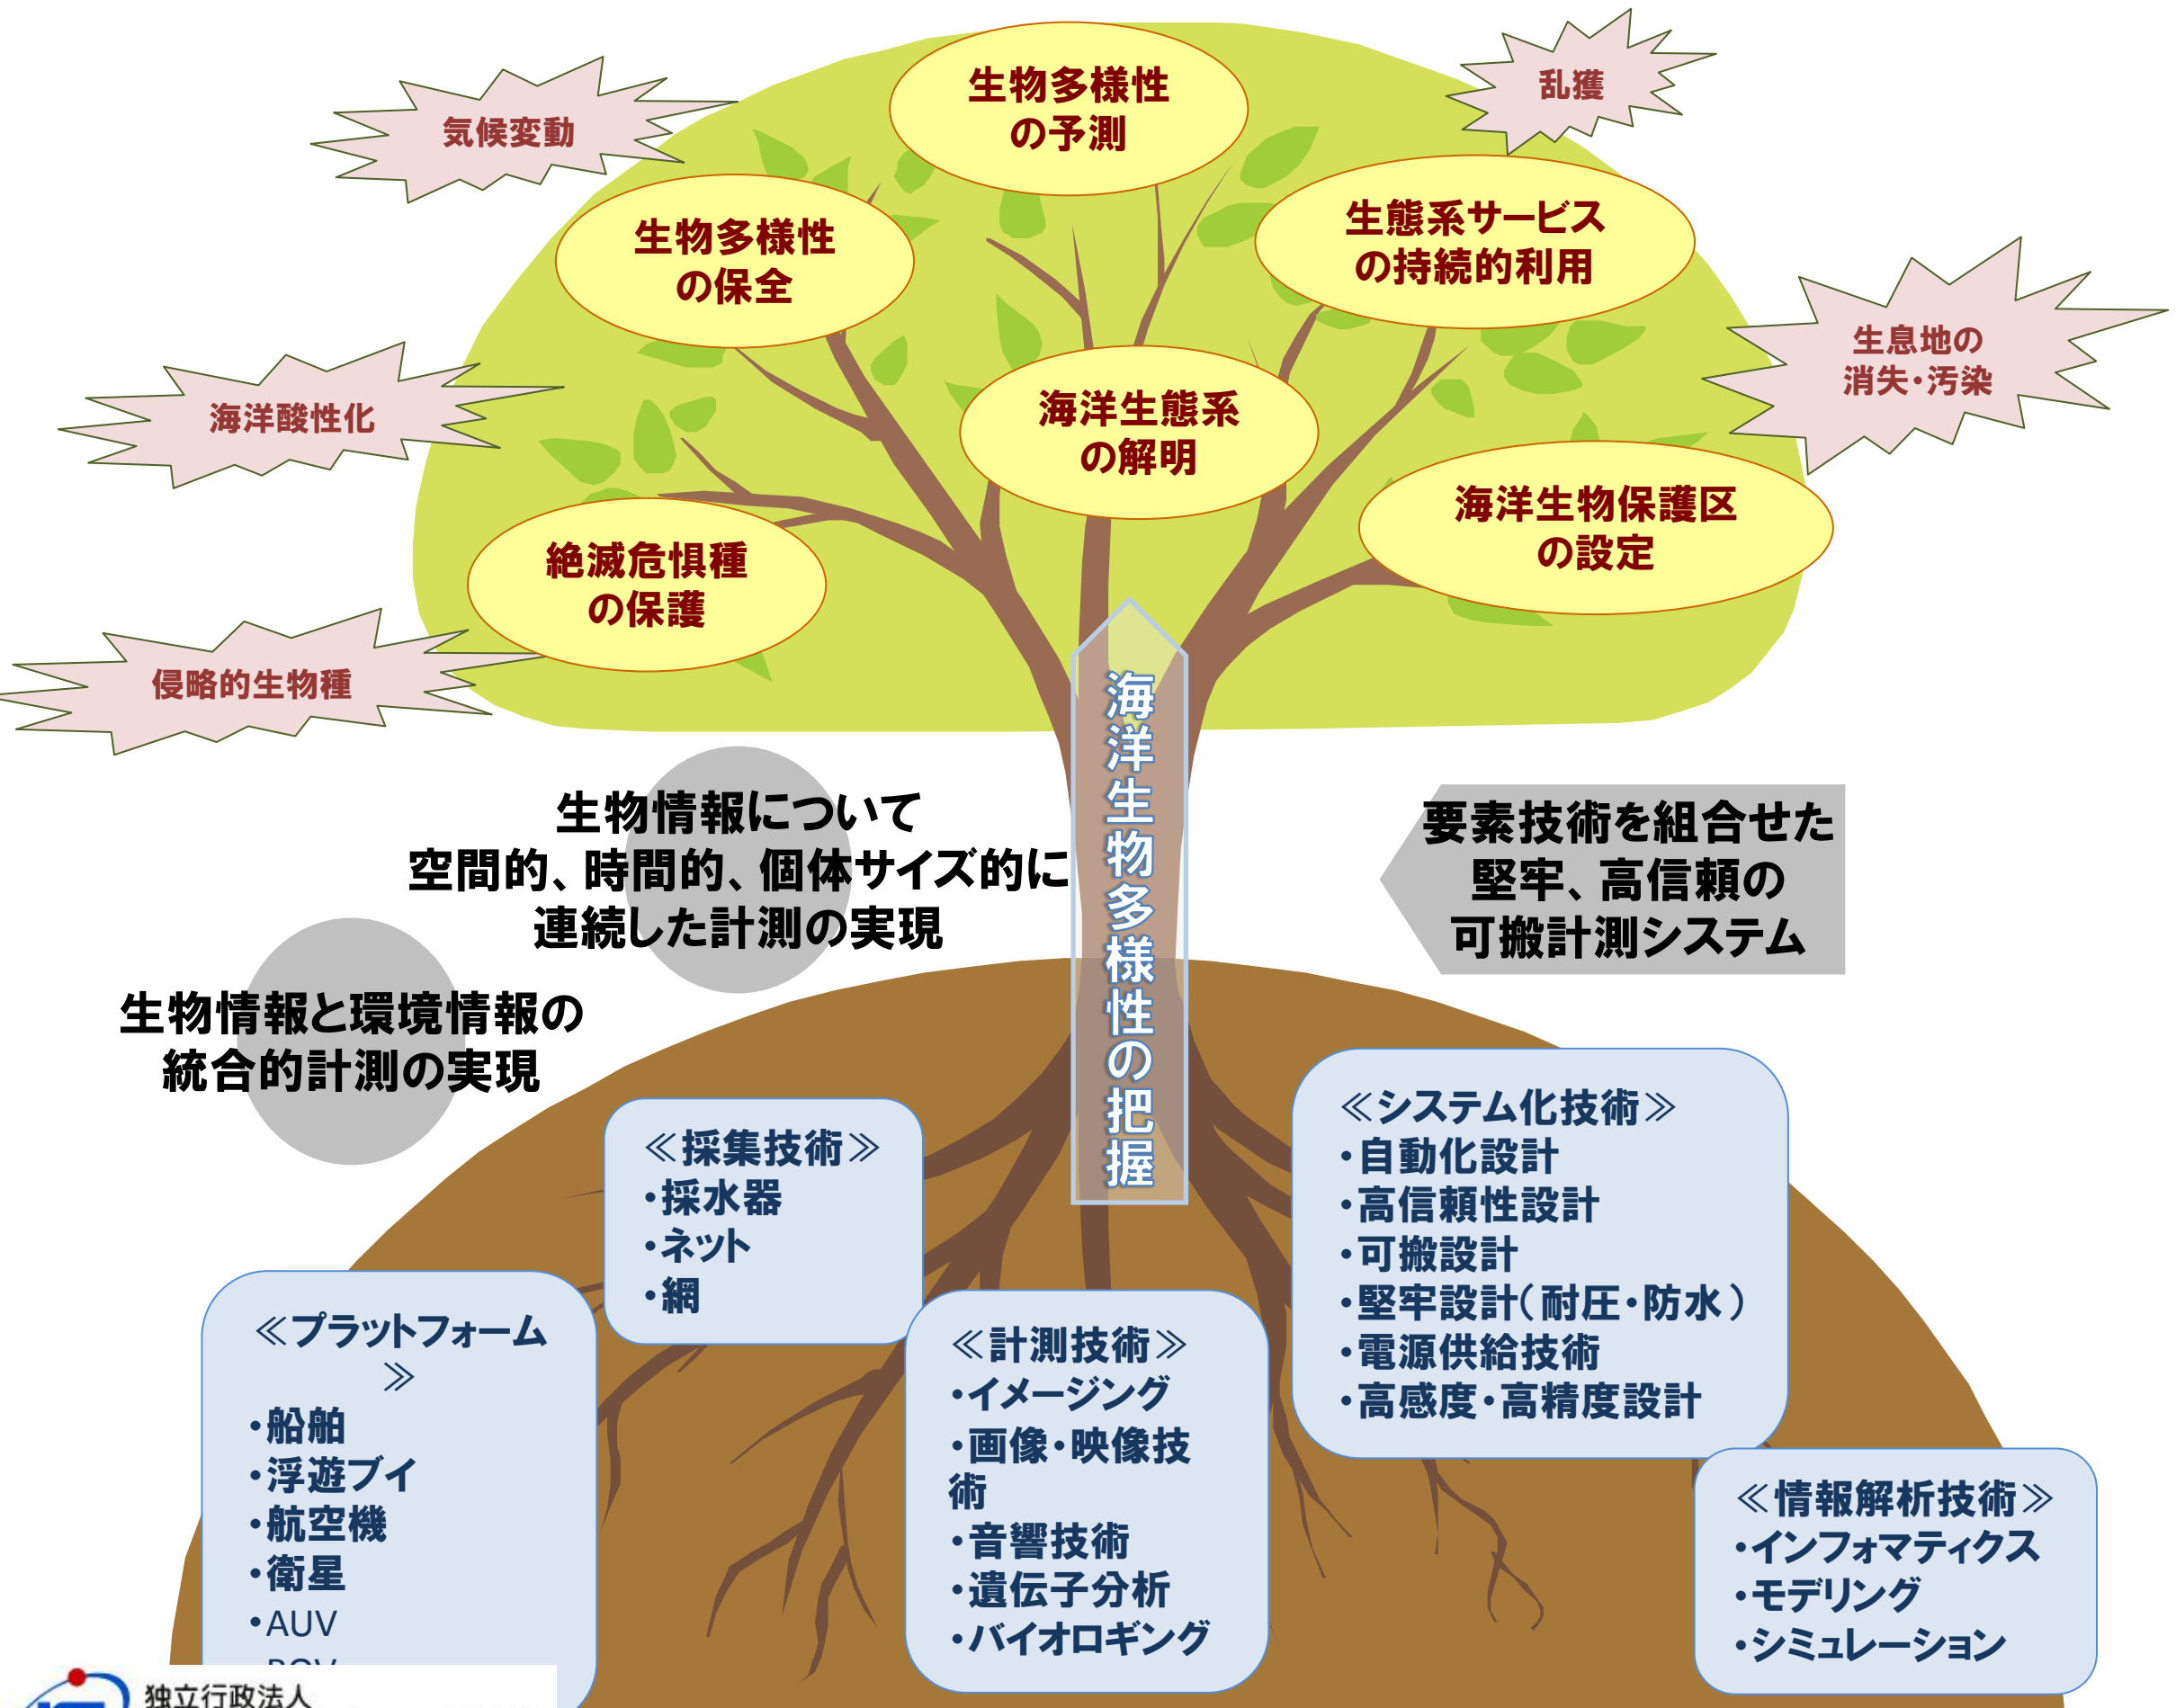 生物多様性
の予測
乱獲
気候変動
生物多様性
の保全
生態系サービス
の持続的利用
生息地の
消失・汚染
海洋酸性化
海洋生態系
の解明
海洋生物保護区
の設定
絶滅危惧種
の保護
侵略的生物種
海洋生物多様性の把握
生物情報について
空間的、時間的、個体サイズ的に
連続した計測の実現
要素技術を組合せた
堅牢、高信頼の
可搬計測システム
生物情報と環境情報の
統合的計測の実現
≪採集技術≫
・採水器
・ネット
・網
≪システム化技術≫
・自動化設計
・高信頼性設計
・可搬設計
・堅牢設計（耐圧・防水）
・電源供給技術
・高感度・高精度設計
≪プラットフォーム
≫
・船舶
・浮遊ブイ
・航空機
・衛星
・AUV
≪計測技術≫
・イメージング
・画像・映像技
術
・音響技術
・遺伝子分析
・バイオロギング
≪情報解析技術≫
・インフォマティクス
・モデリング
・シミュレーション
独立行政法人